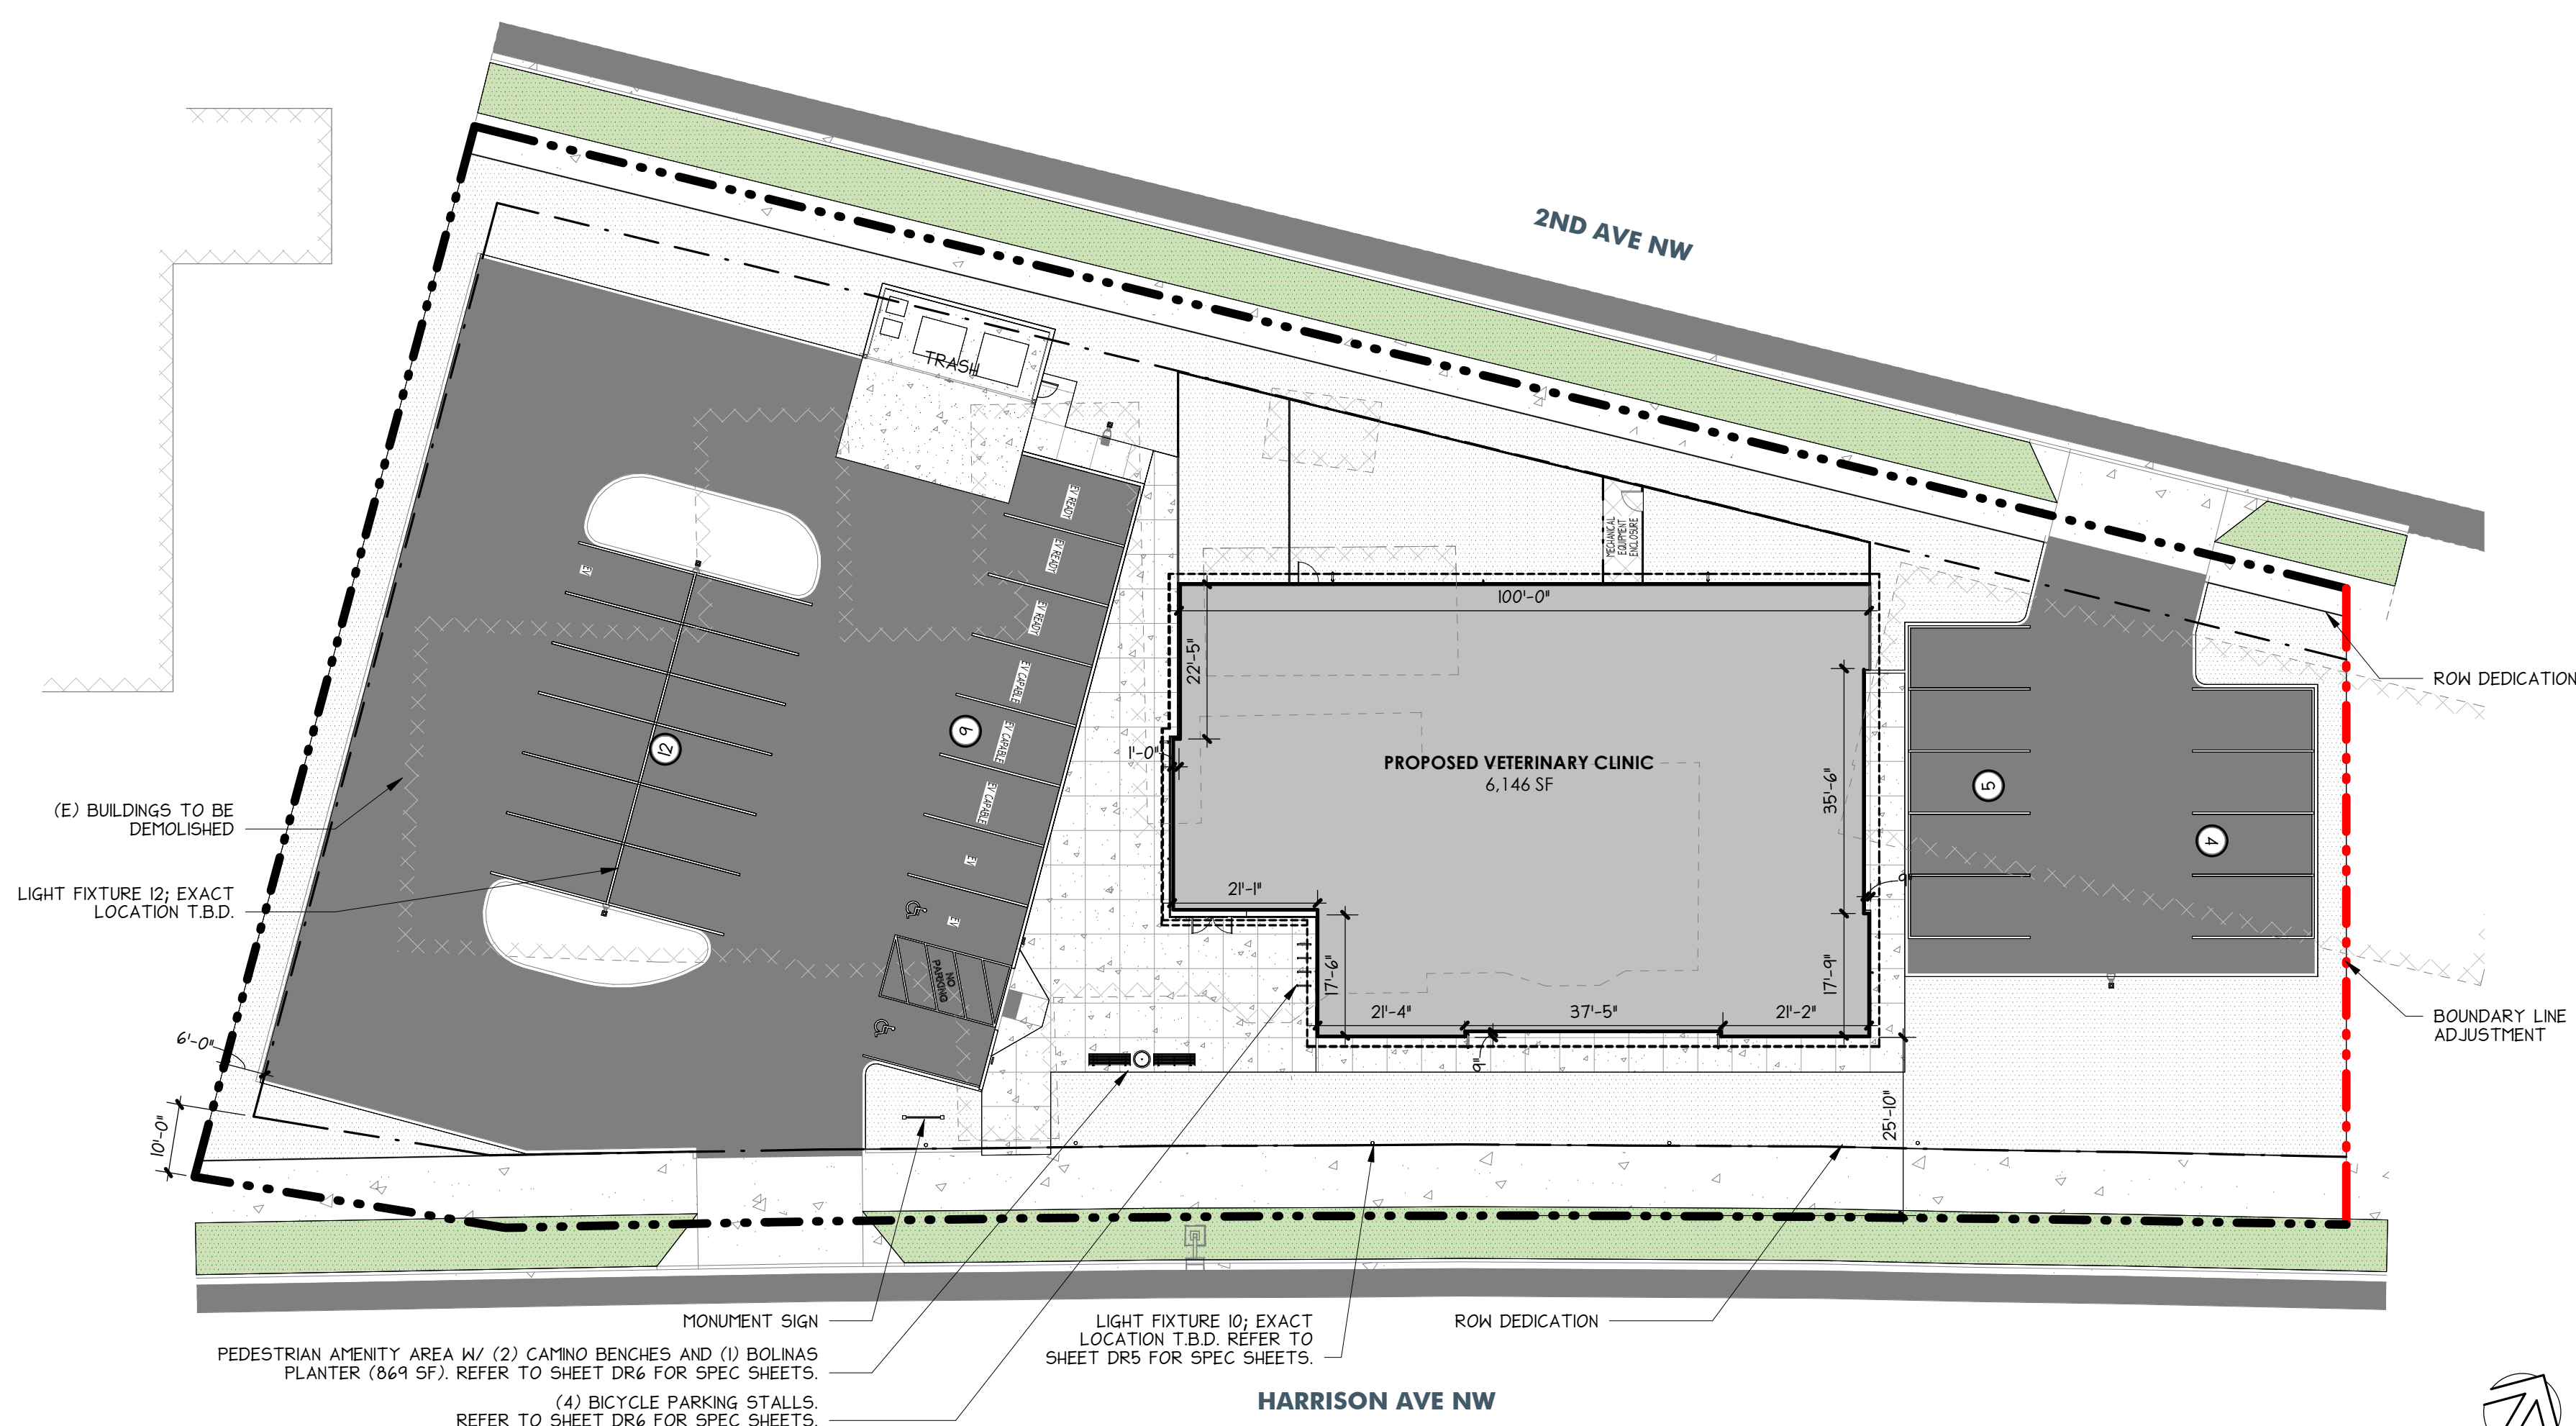 2ND AVE NW
TRASH
EV READY
EV READY
EV READY
EV CAPABLE
EV CAPABLE
EV CAPABLE
EV
EV
EV
NO
PARKING
12
9
5
4
MECHANICAL
EQUIPMENT
ENCLOSURE
100'-0"
22'-5"
1'-0"
PROPOSED VETERINARY CLINIC
6,146 SF
35'-6"
9"
21'-1"
17'-6"
17'-9"
21'-4"
37'-5"
21'-2"
9"
25'-10"
6'-0"
10'-0"
ROW DEDICATION
BOUNDARY LINE
ADJUSTMENT
(E) BUILDINGS TO BE
DEMOLISHED
LIGHT FIXTURE 12; EXACT
LOCATION T.B.D.
MONUMENT SIGN
PEDESTRIAN AMENITY AREA W/ (2) CAMINO BENCHES AND (1) BOLINAS
PLANTER (869 SF). REFER TO SHEET DR6 FOR SPEC SHEETS.
(4) BICYCLE PARKING STALLS.
REFER TO SHEET DR6 FOR SPEC SHEETS.
LIGHT FIXTURE 10; EXACT
LOCATION T.B.D. REFER TO
SHEET DR5 FOR SPEC SHEETS.
ROW DEDICATION
HARRISON AVE NW